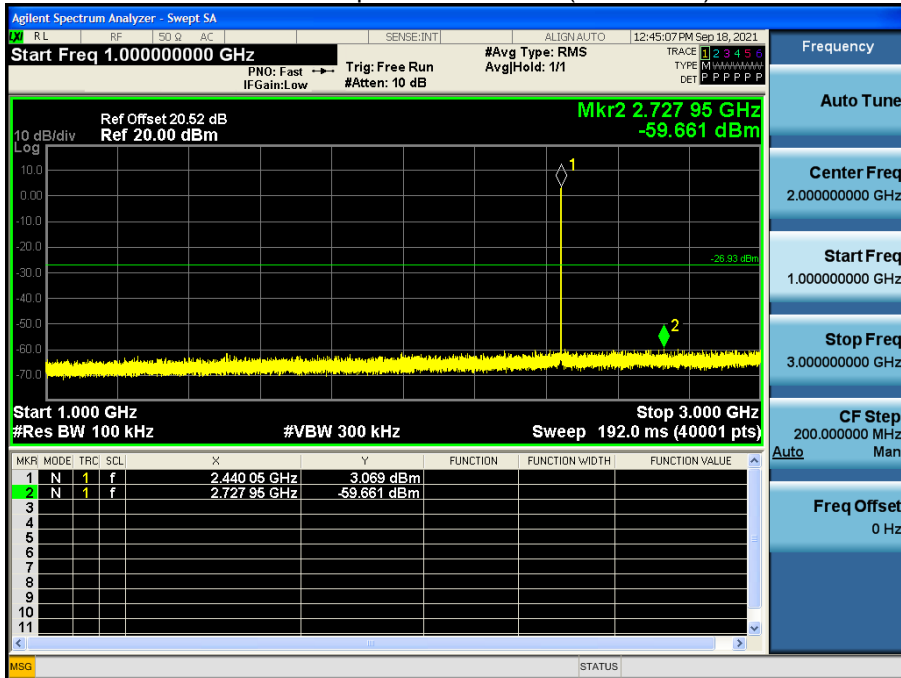 Agilent Spectrum Analyzer - Swept SA
LXI RL RF 50 Ω AC SENSE:INT ALIGN AUTO 12:45:07 PM Sep 18, 2021
Start Freq 1.000000000 GHz
PNO: Fast
IFGain:Low
Trig: Free Run
#Atten: 10 dB
#Avg Type: RMS
Avg|Hold: 1/1
TRACE 1 2 3 4 5 6
TYPE M WWWWW
DET P P P P P P
Mkr2 2.727 95 GHz
-59.661 dBm
Ref Offset 20.52 dB
10 dB/div Ref 20.00 dBm
Log
10.0
0.00
-10.0
-20.0
-30.0
-40.0
-50.0
-60.0
-70.0
1
-26.93 dBm
2
Start 1.000 GHz Stop 3.000 GHz
#Res BW 100 kHz #VBW 300 kHz Sweep 192.0 ms (40001 pts)
MKR MODE TRC SCL X Y FUNCTION FUNCTION WIDTH FUNCTION VALUE
1 N 1 f 2.440 05 GHz 3.069 dBm
2 N 1 f 2.727 95 GHz -59.661 dBm
3
4
5
6
7
8
9
10
11
MSG STATUS
Frequency
Auto Tune
Center Freq
2.000000000 GHz
Start Freq
1.000000000 GHz
Stop Freq
3.000000000 GHz
CF Step
200.000000 MHz
Auto Man
Freq Offset
0 Hz